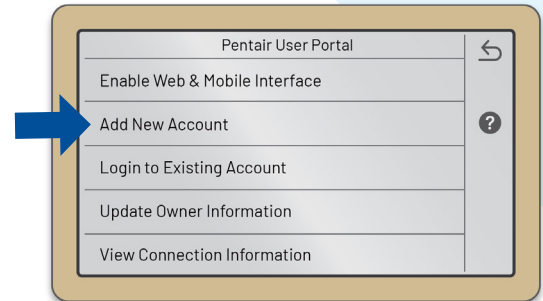 Pentair User Portal
Enable Web & Mobile Interface
Add New Account
?
Login to Existing Account
Update Owner Information
View Connection Information